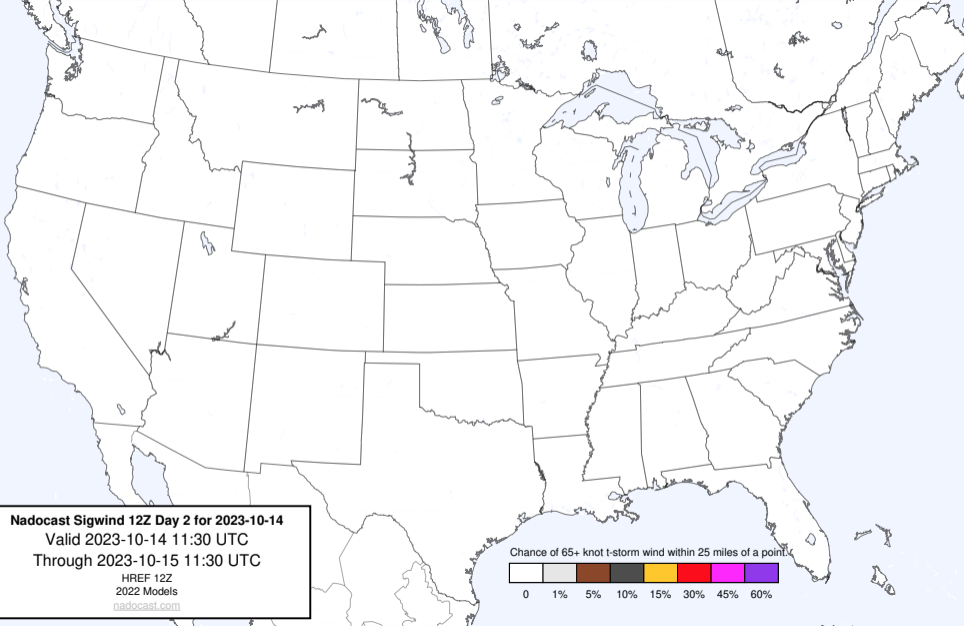 Nadocast Sigwind 12Z Day 2 for 2023-10-14
Valid 2023-10-14 11:30 UTC
Through 2023-10-15 11:30 UTC
HREF 12Z
2022 Models
nadocast.com
Chance of 65+ knot t-storm wind within 25 miles of a point.
0 1% 5% 10% 15% 30% 45% 60%